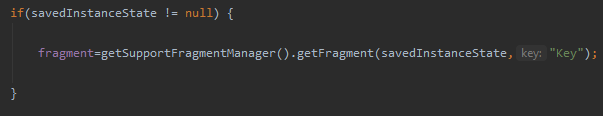 if(savedInstanceState != null) {
fragment=getSupportFragmentManager().getFragment(savedInstanceState, key: "Key");
}